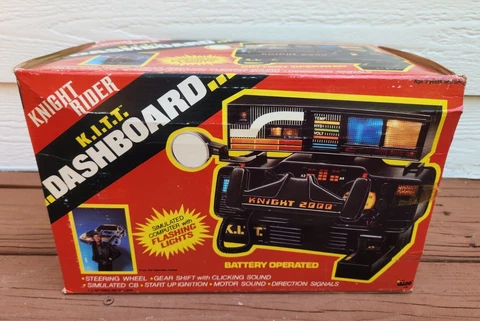 KNIGHT RIDER
K.I.T.T.
DASHBOARD
SIMULATED
COMPUTER with
FLASHING
LIGHTS
KNIGHT 2000
K.I.T.T.
BATTERY OPERATED
•STEERING WHEEL •GEAR SHIFT with CLICKING SOUND
•SIMULATED CB •START UP IGNITION •MOTOR SOUND •DIRECTION SIGNALS